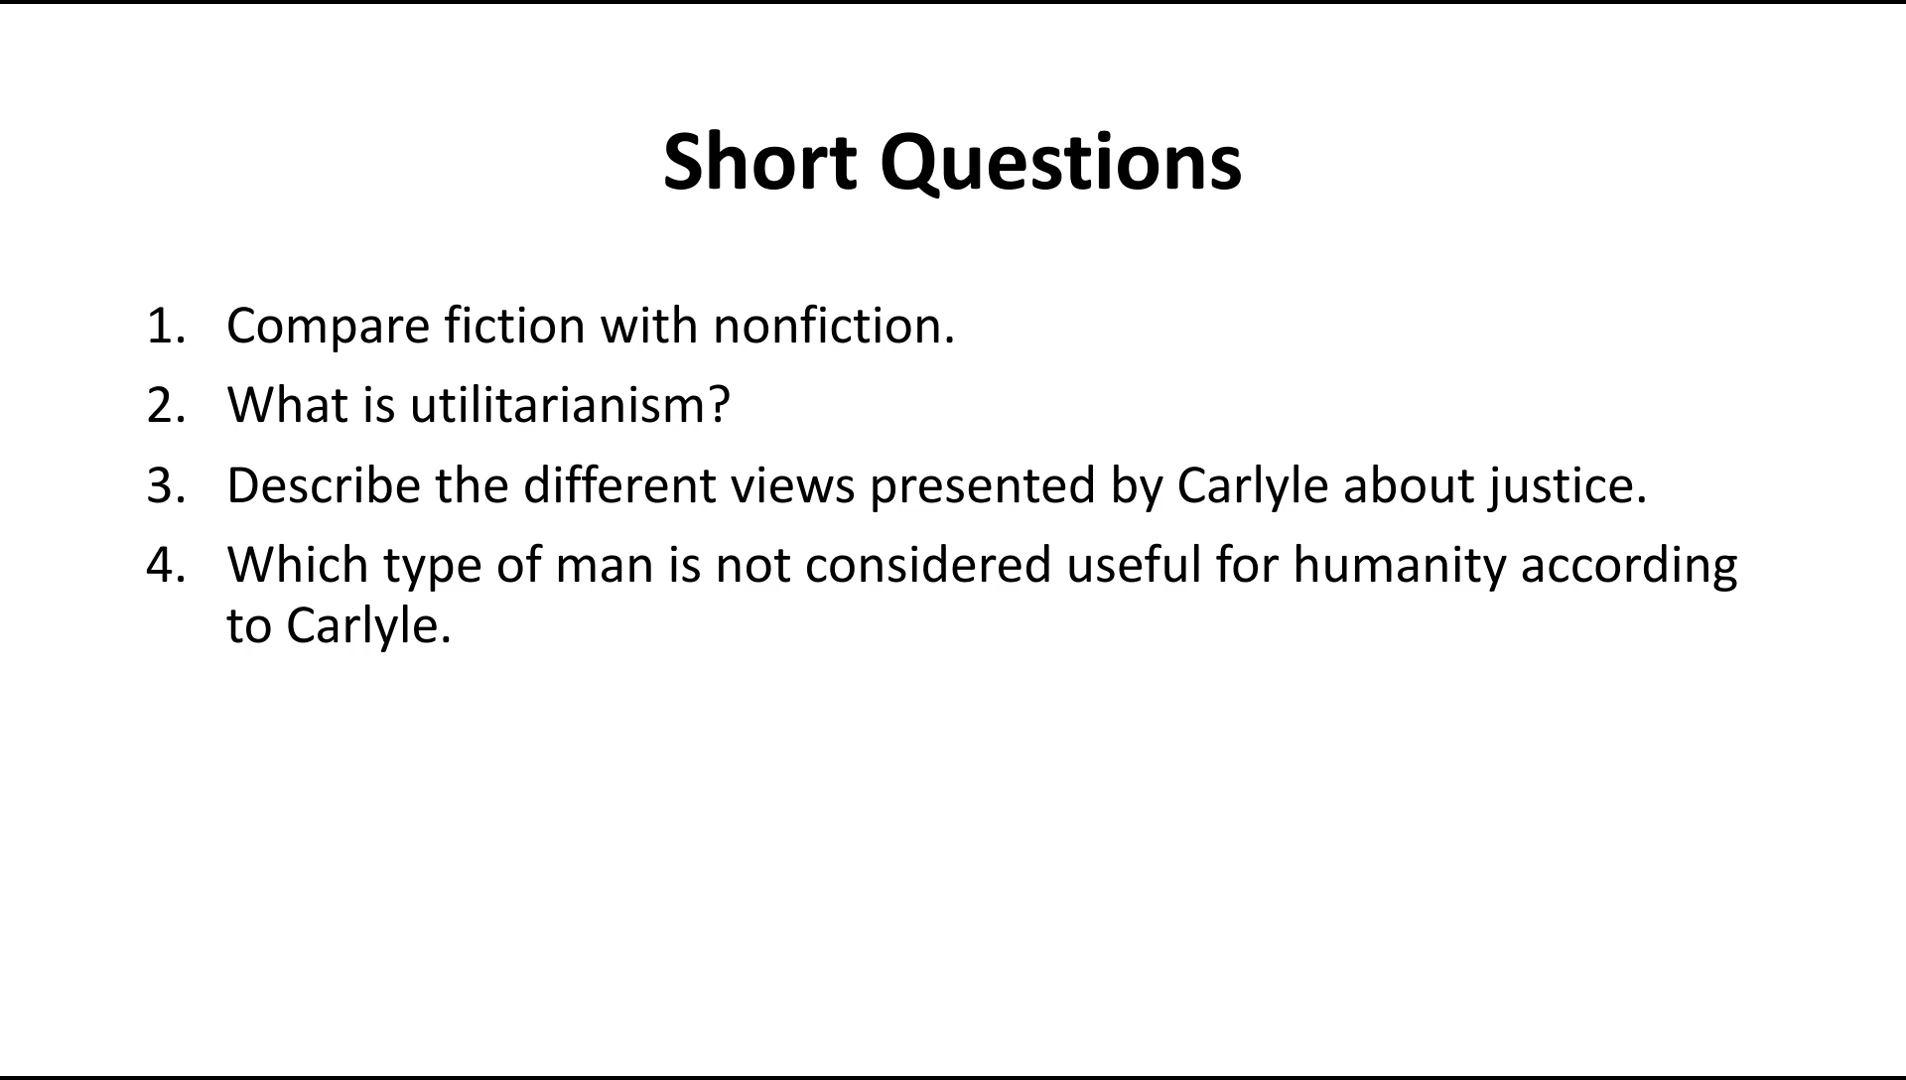 Short Questions
1. Compare fiction with nonfiction.
2. What is utilitarianism?
3. Describe the different views presented by Carlyle about justice.
4. Which type of man is not considered useful for humanity according
to Carlyle.